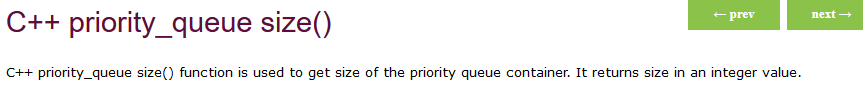 C++ priority_queue size()
← prev
next →
C++ priority_queue size() function is used to get size of the priority queue container. It returns size in an integer value.